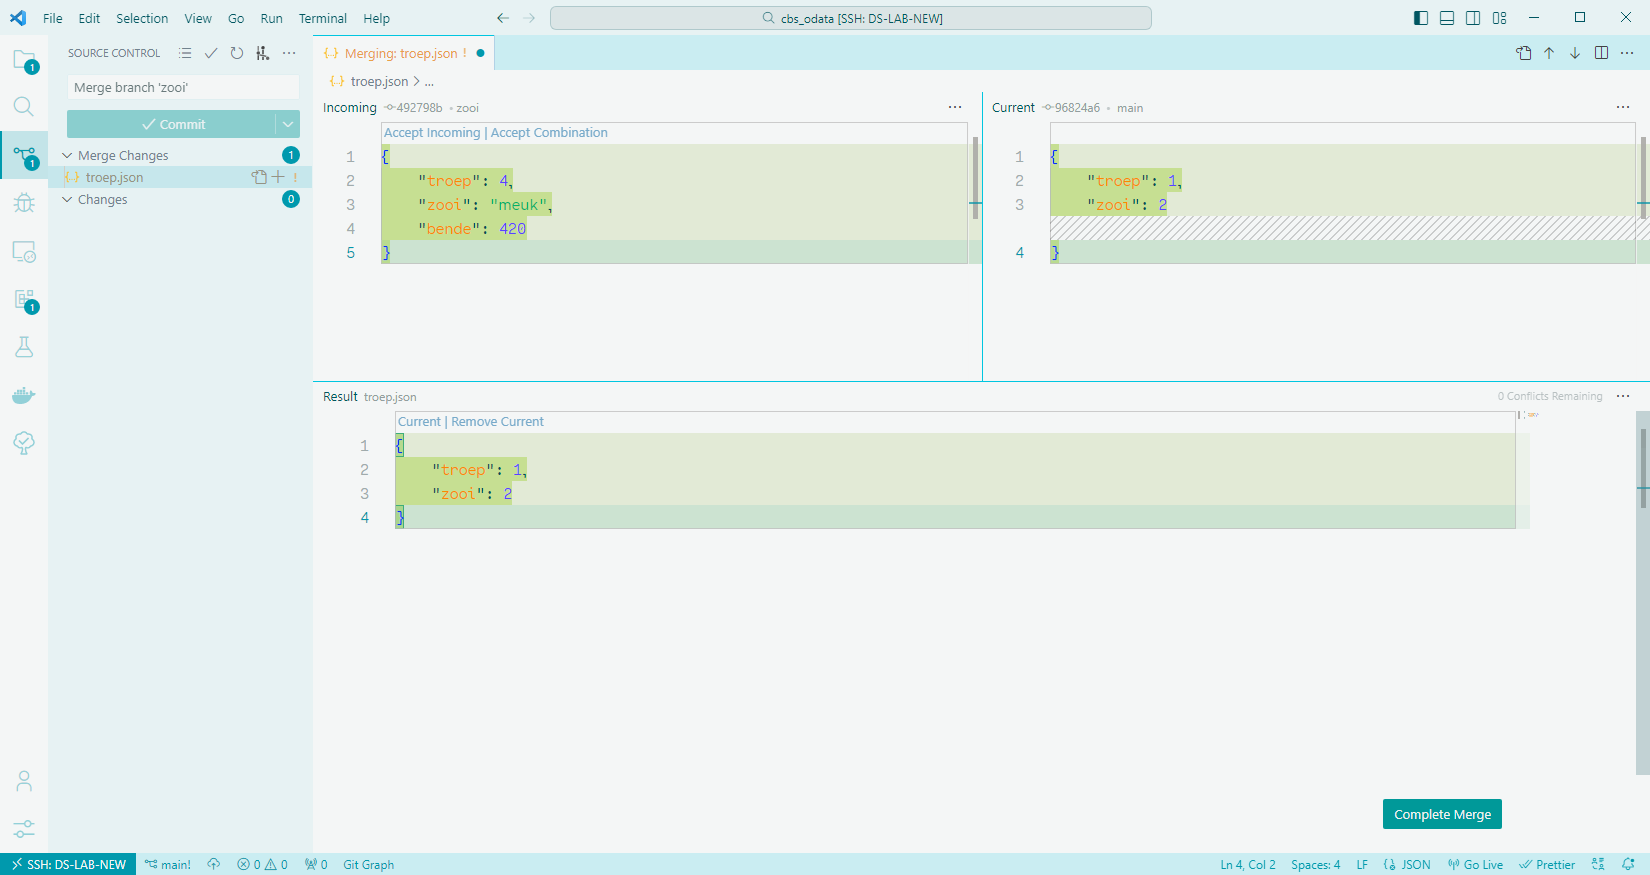 File Edit Selection View Go Run Terminal Help
cbs_odata [SSH: DS-LAB-NEW]
SOURCE CONTROL
Merge branch 'zooi'
Commit
Merge Changes 1
troep.json !
Changes 0
1
1
1
Merging: troep.json !
troep.json > ...
Incoming 492798b • zooi
Accept Incoming | Accept Combination
1 {
2 "troep": 4,
3 "zooi": "meuk",
4 "bende": 420
5 }
Current 96824a6 • main
1 {
2 "troep": 1,
3 "zooi": 2
4 }
Result troep.json
0 Conflicts Remaining
Current | Remove Current
1 {
2 "troep": 1,
3 "zooi": 2
4 }
Complete Merge
SSH: DS-LAB-NEW main! 0 0 0 Git Graph
Ln 4, Col 2 Spaces: 4 LF {} JSON Go Live Prettier